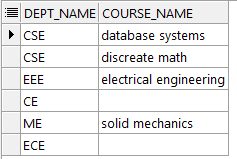 DEPT_NAME COURSE_NAME
CSE database systems
CSE discreate math
EEE electrical engineering
CE
ME solid mechanics
ECE